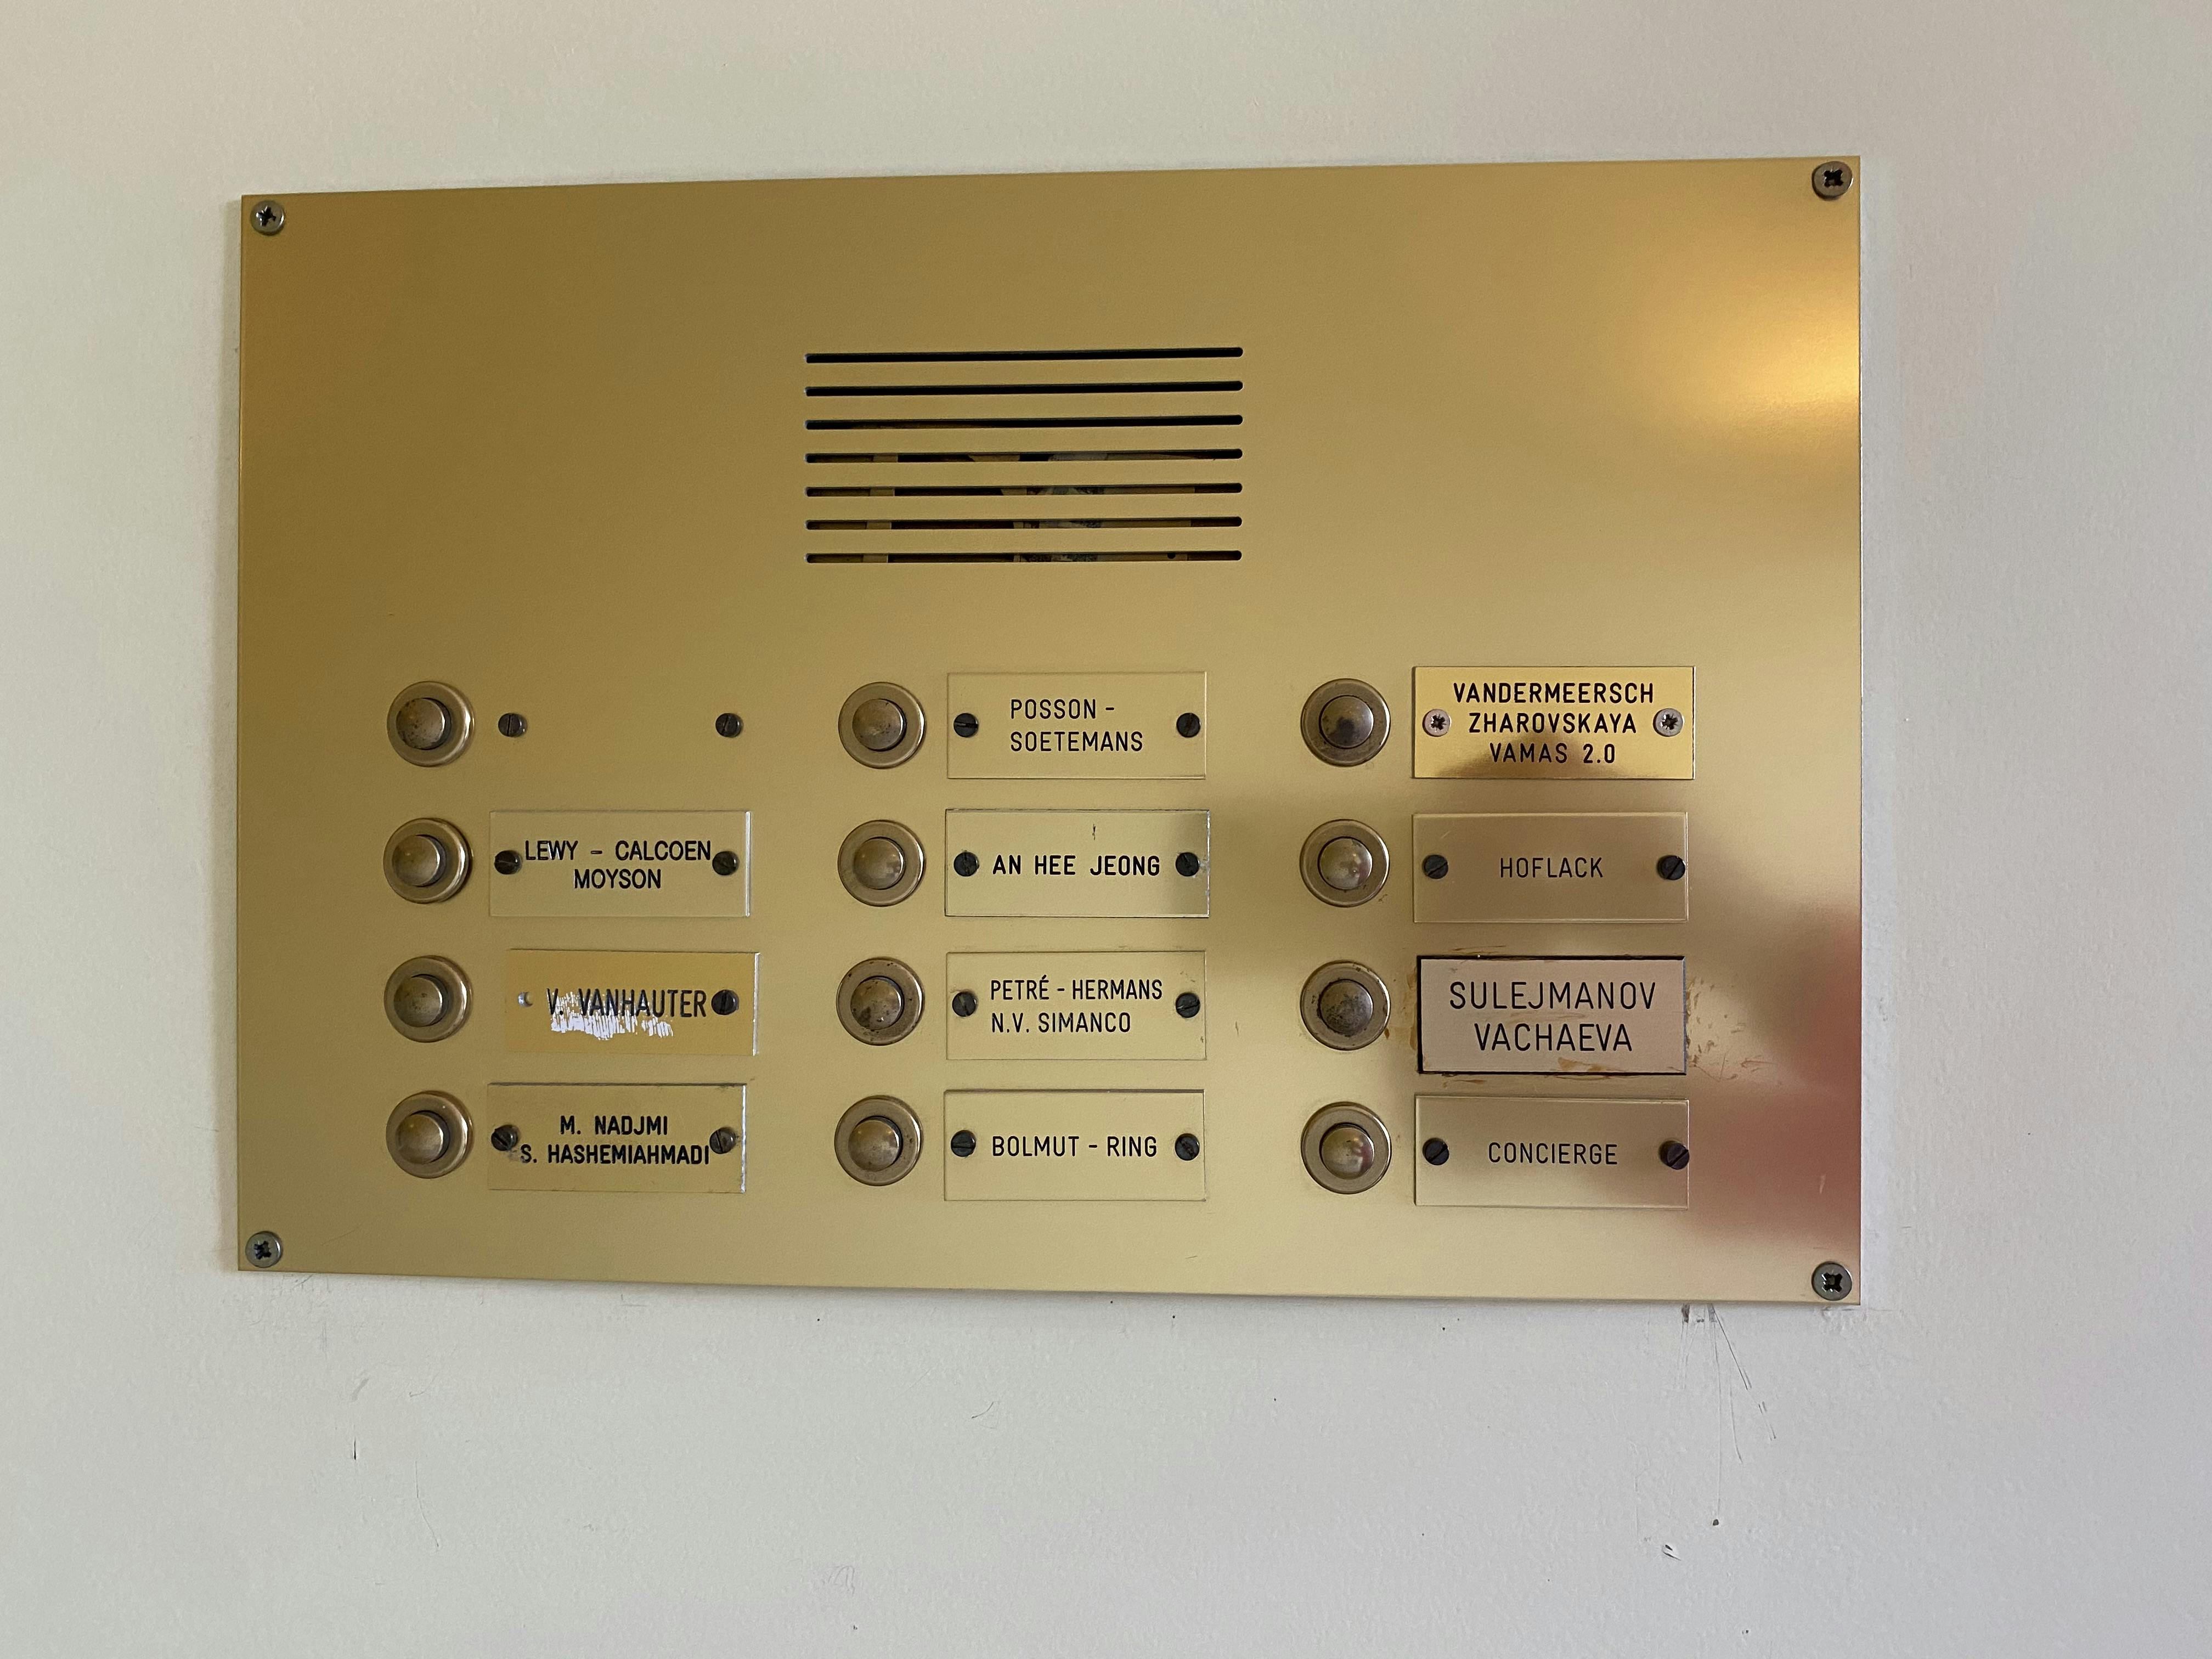 POSSON -
SOETEMANS
VANDERMEERSCH
ZHAROVSKAYA
VAMAS 2.0
LEWY - CALCOEN
MOYSON
AN HEE JEONG
HOFLACK
V. VANHAUTER
PETRÉ - HERMANS
N.V. SIMANCO
SULEJMANOV
VACHAEVA
M. NADJMI
S. HASHEMIAHMADI
BOLMUT - RING
CONCIERGE